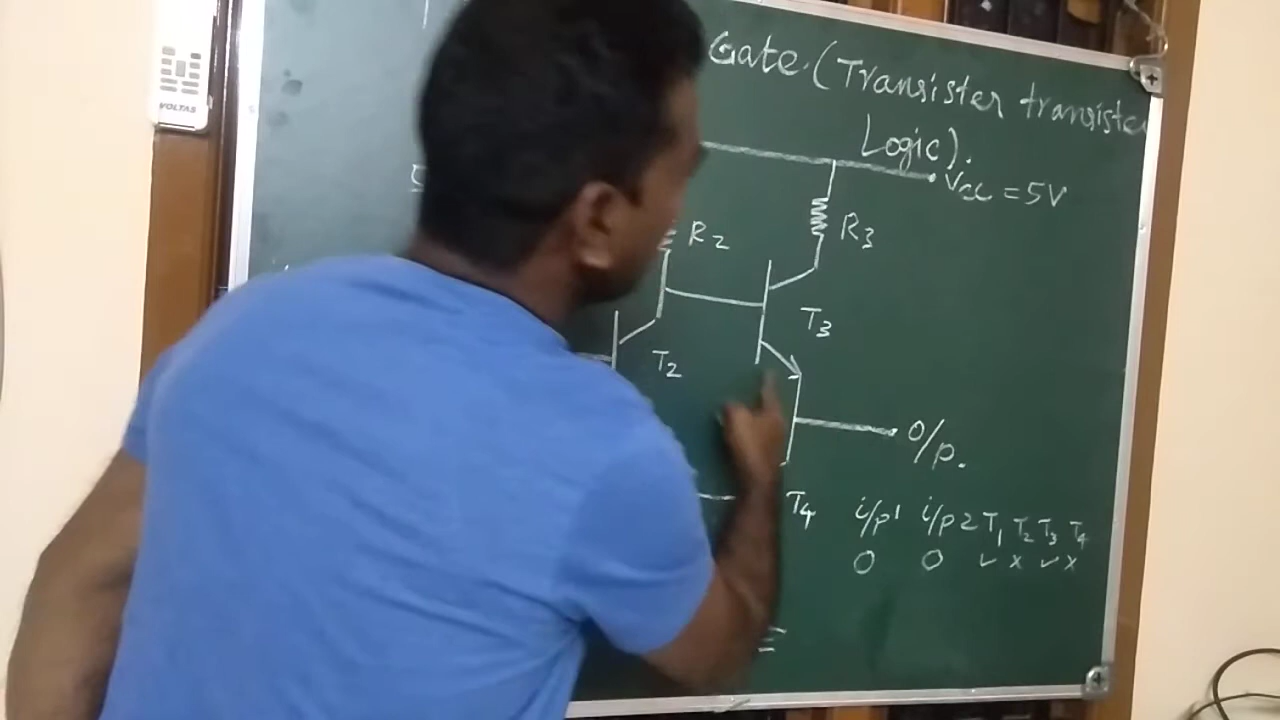 VOLTAS
Gate. (Transister transister
Logic).
Vcc = 5V
R2
R3
T3
T2
O/p.
T4
i/p1 i/p2 T1 T2 T3 T4
0 0 ✓ x ✓ x